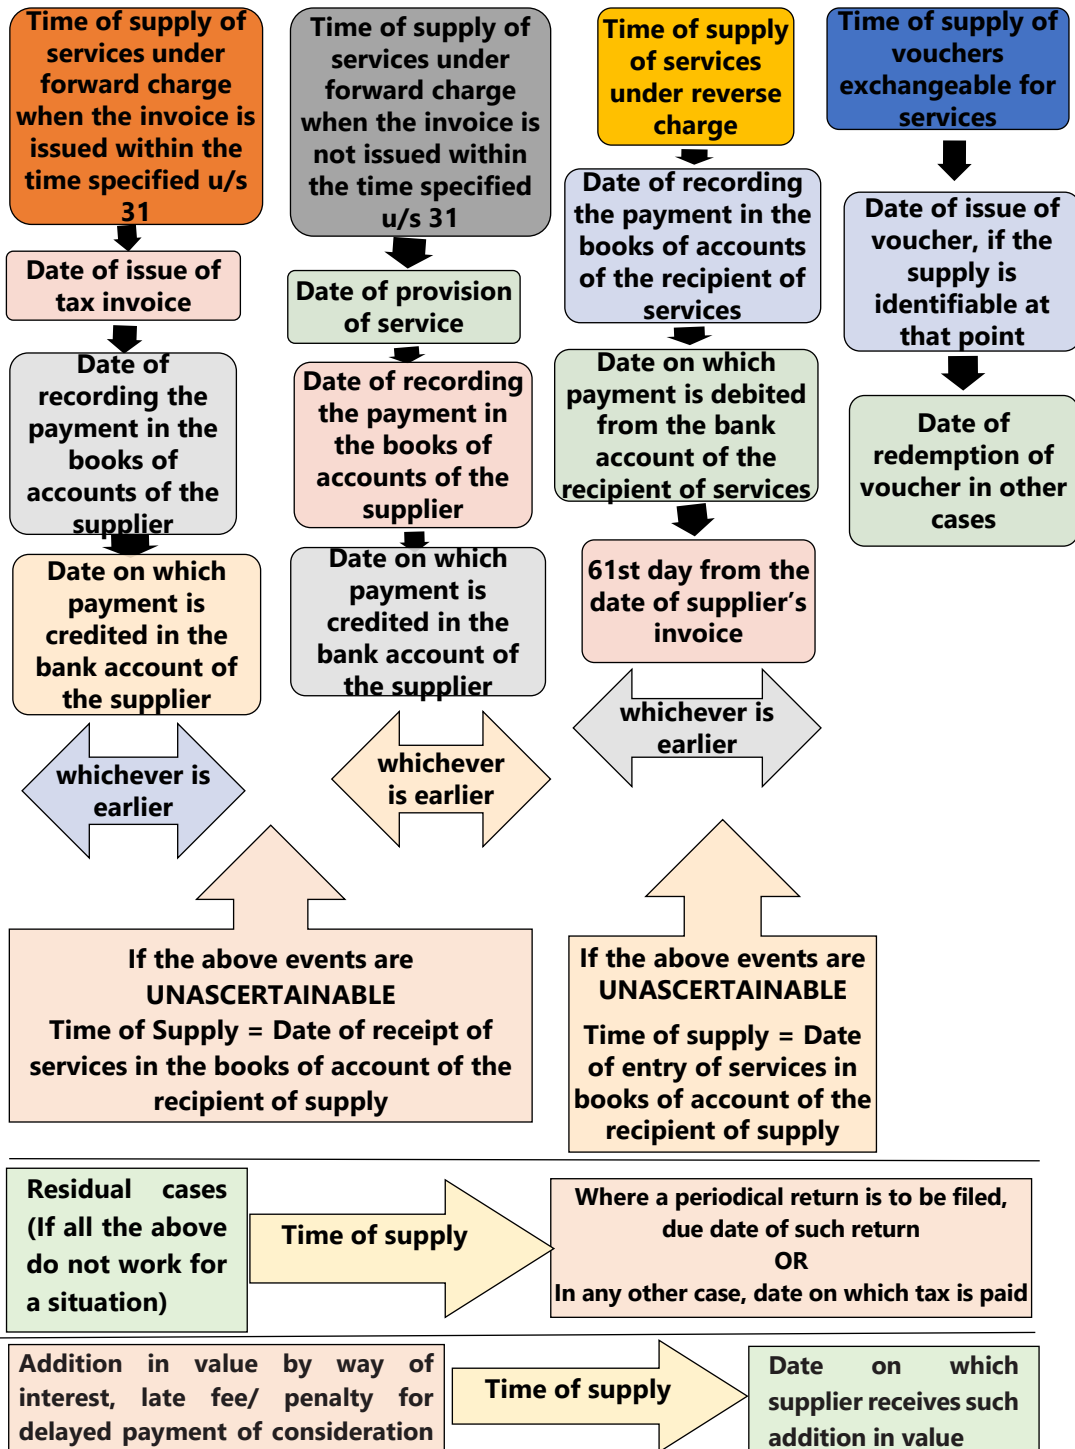 Time of supply of
services under
forward charge
when the invoice is
issued within the
time specified u/s
31
Date of issue of
tax invoice
Date of
recording the
payment in the
books of
accounts of the
supplier
Date on which
payment is
credited in the
bank account of
the supplier
whichever is
earlier
Time of supply of
services under
forward charge
when the invoice is
not issued within
the time specified
u/s 31
Date of provision
of service
Date of recording
the payment in
the books of
accounts of the
supplier
Date on which
payment is
credited in the
bank account of
the supplier
whichever
is earlier
Time of supply
of services
under reverse
charge
Date of recording
the payment in the
books of accounts
of the recipient of
services
Date on which
payment is debited
from the bank
account of the
recipient of services
61st day from the
date of supplier’s
invoice
whichever is
earlier
Time of supply of
vouchers
exchangeable for
services
Date of issue of
voucher, if the
supply is
identifiable at
that point
Date of
redemption of
voucher in other
cases
If the above events are
UNASCERTAINABLE
Time of Supply = Date of receipt of
services in the books of account of the
recipient of supply
If the above events are
UNASCERTAINABLE
Time of supply = Date
of entry of services in
books of account of the
recipient of supply
Residual cases
(If all the above
do not work for
a situation)
Time of supply
Where a periodical return is to be filed,
due date of such return
OR
In any other case, date on which tax is paid
Addition in value by way of
interest, late fee/ penalty for
delayed payment of consideration
Time of supply
Date on which
supplier receives such
addition in value